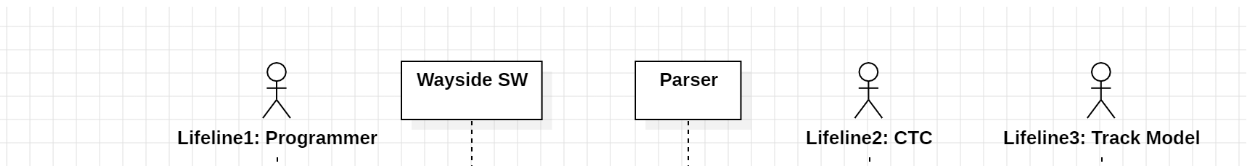 Wayside SW
Parser
Lifeline1: Programmer
Lifeline2: CTC
Lifeline3: Track Model